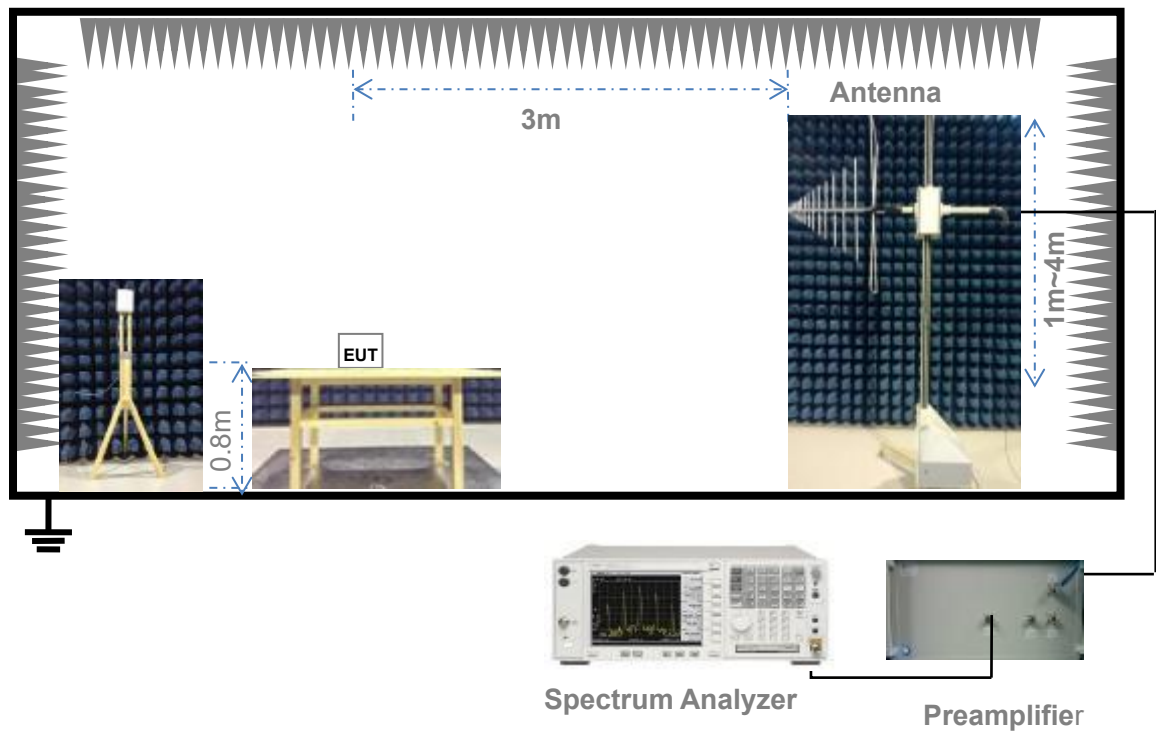 Antenna
3m
1m~4m
EUT
0.8m
Spectrum Analyzer
Preamplifier